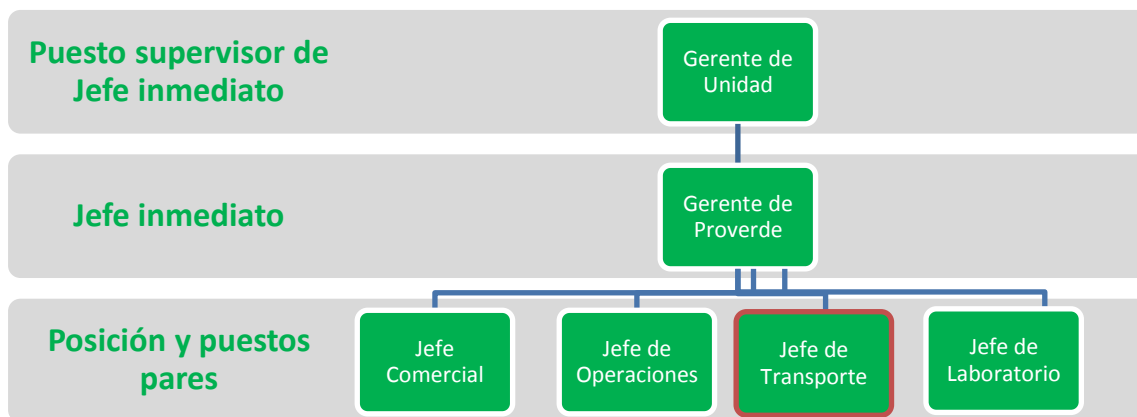 Puesto supervisor de
Jefe inmediato
Gerente de
Unidad
Jefe inmediato
Gerente de
Proverde
Posición y puestos
pares
Jefe
Comercial
Jefe de
Operaciones
Jefe de
Transporte
Jefe de
Laboratorio